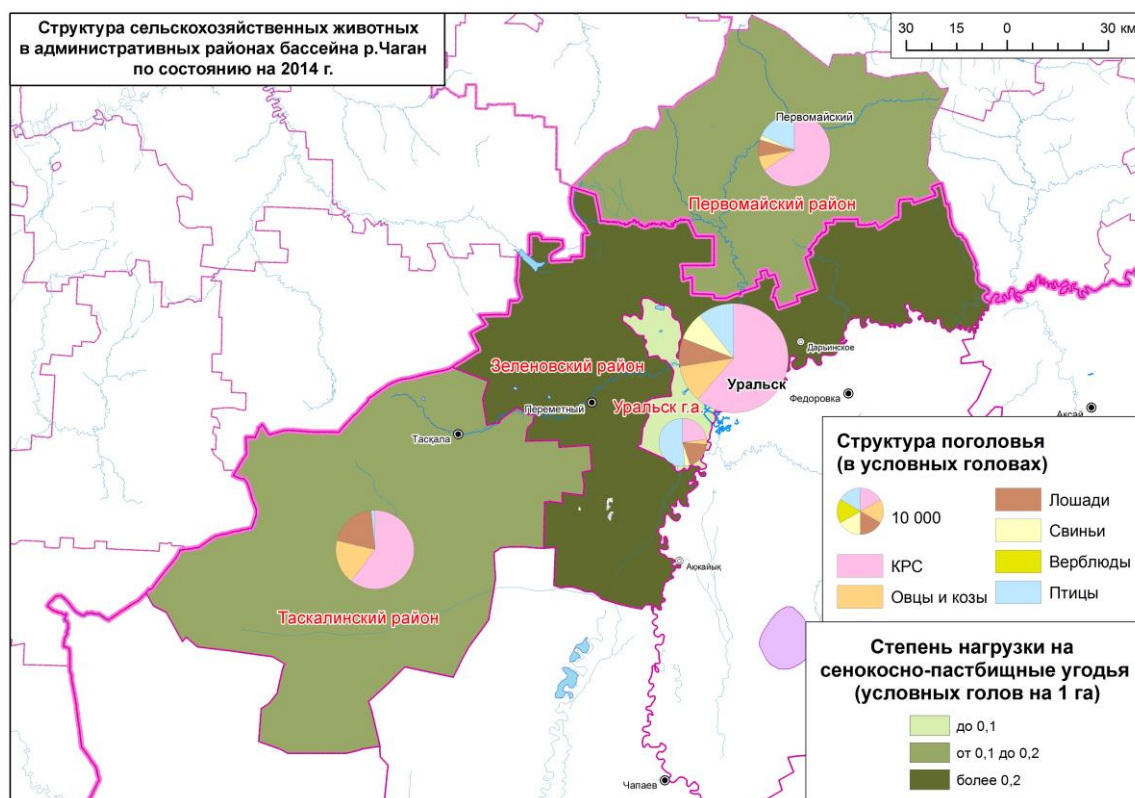 Структура сельскохозяйственных животных
в административных районах бассейна р.Чаган
по состоянию на 2014 г.
30 15 0 30 км
Первомайский
Первомайский район
Дарьинское
Зеленовский район
Уральск
Федоровка
Переметный
Уральск г.а.
Аксай
Тасқала
Структура поголовья
(в условных головах)
10 000
КРС
Овцы и козы
Лошади
Свиньи
Верблюды
Птицы
Ақжайық
Таскалинский район
Степень нагрузки на
сенокосно-пастбищные угодья
(условных голов на 1 га)
до 0,1
от 0,1 до 0,2
более 0,2
Чапаев